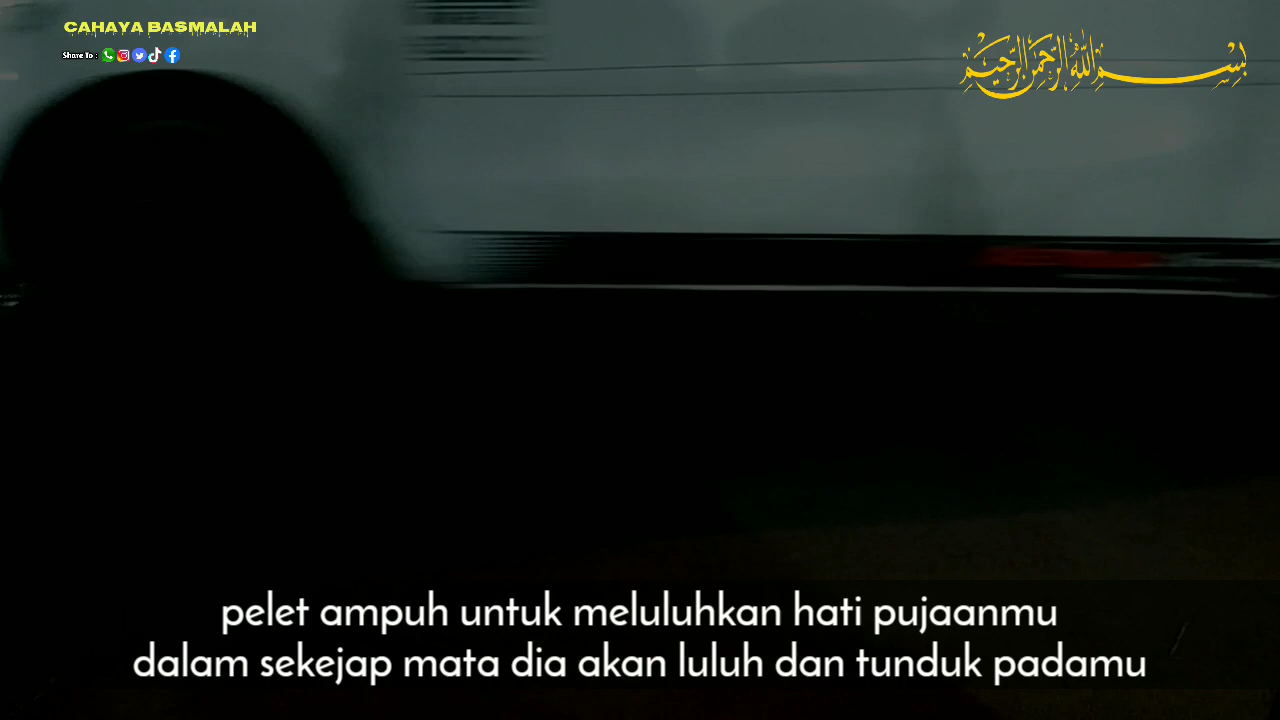 CAHAYA BASMALAH
Share To :
بسم الله الرحمن الرحيم
pelet ampuh untuk meluluhkan hati pujaanmu
dalam sekejap mata dia akan luluh dan tunduk padamu